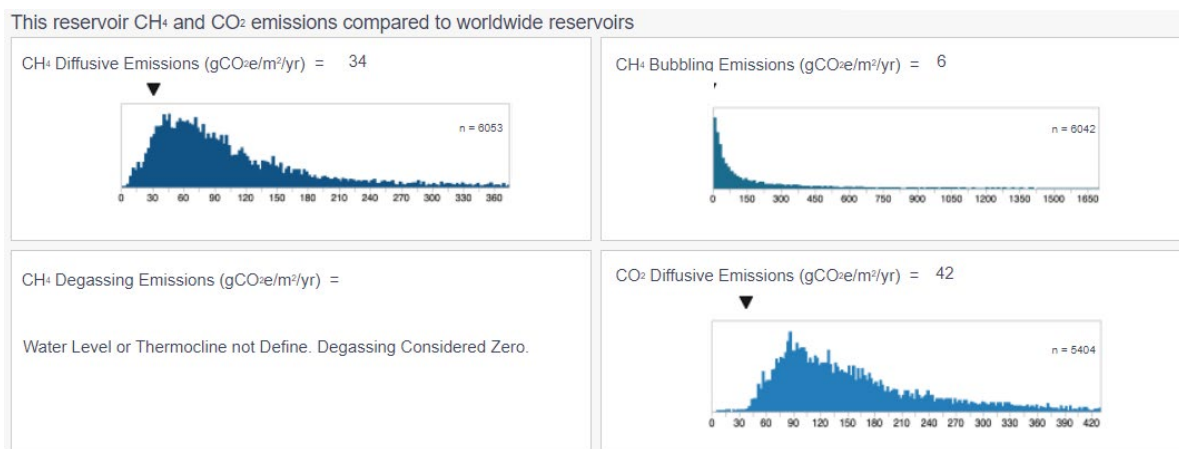 This reservoir CH₄ and CO₂ emissions compared to worldwide reservoirs
CH₄ Diffusive Emissions (gCO₂e/m²/yr) = 34
n = 6053
0 30 60 90 120 150 180 210 240 270 300 330 360
CH₄ Bubbling Emissions (gCO₂e/m²/yr) = 6
n = 6042
0 150 300 450 600 750 900 1050 1200 1350 1500 1650
CH₄ Degassing Emissions (gCO₂e/m²/yr) =
Water Level or Thermocline not Define. Degassing Considered Zero.
CO₂ Diffusive Emissions (gCO₂e/m²/yr) = 42
n = 5404
0 30 60 90 120 150 180 210 240 270 300 330 360 390 420